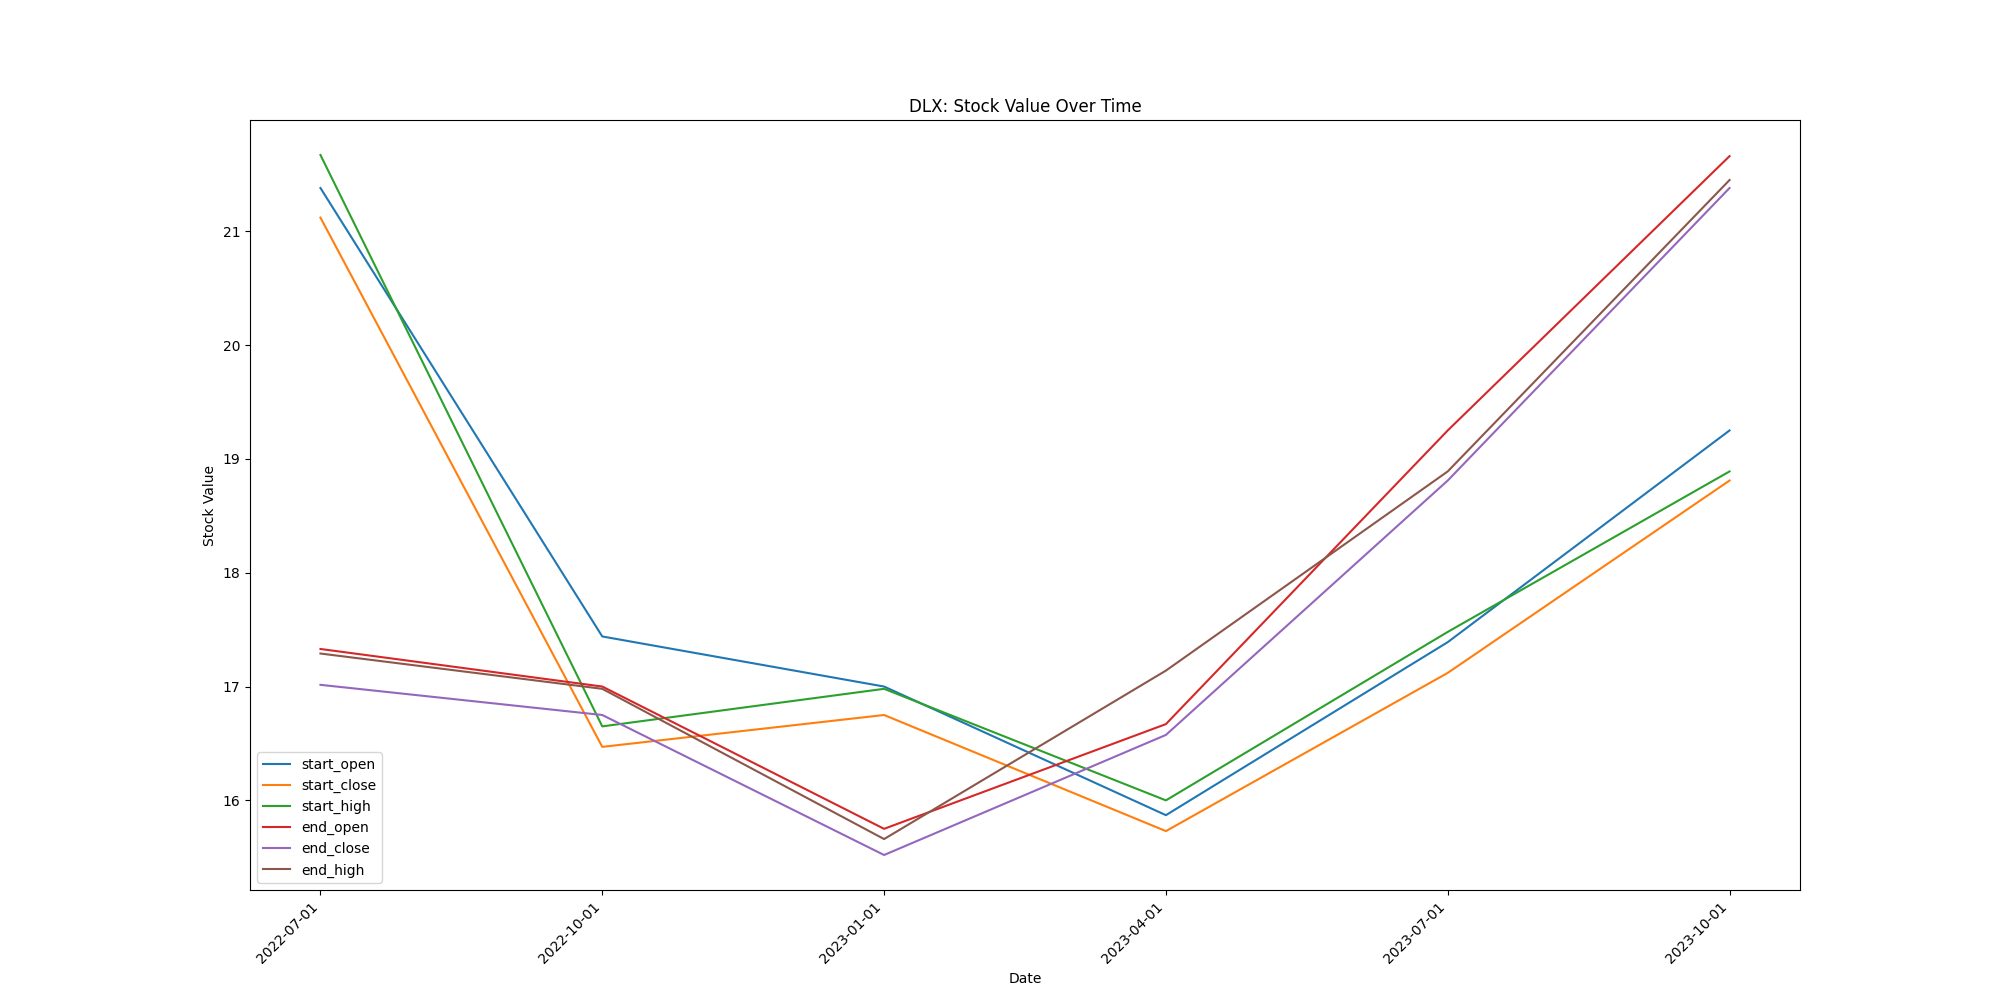 DLX: Stock Value Over Time
Stock Value
21
20
19
18
17
16
start_open
start_close
start_high
end_open
end_close
end_high
2022-07-01
2022-10-01
2023-01-01
2023-04-01
2023-07-01
2023-10-01
Date